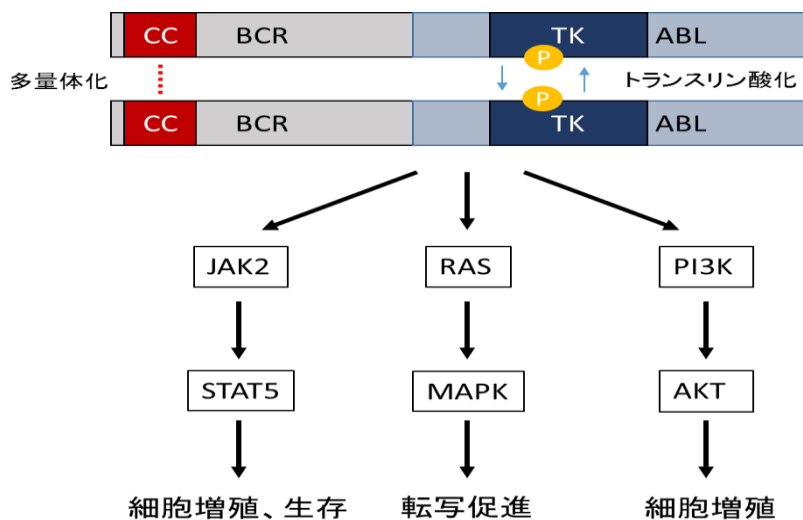 CC BCR TK ABL
P
多量体化 トランスリン酸化
P
CC BCR TK ABL
JAK2 RAS PI3K
STAT5 MAPK AKT
細胞増殖、生存 転写促進 細胞増殖